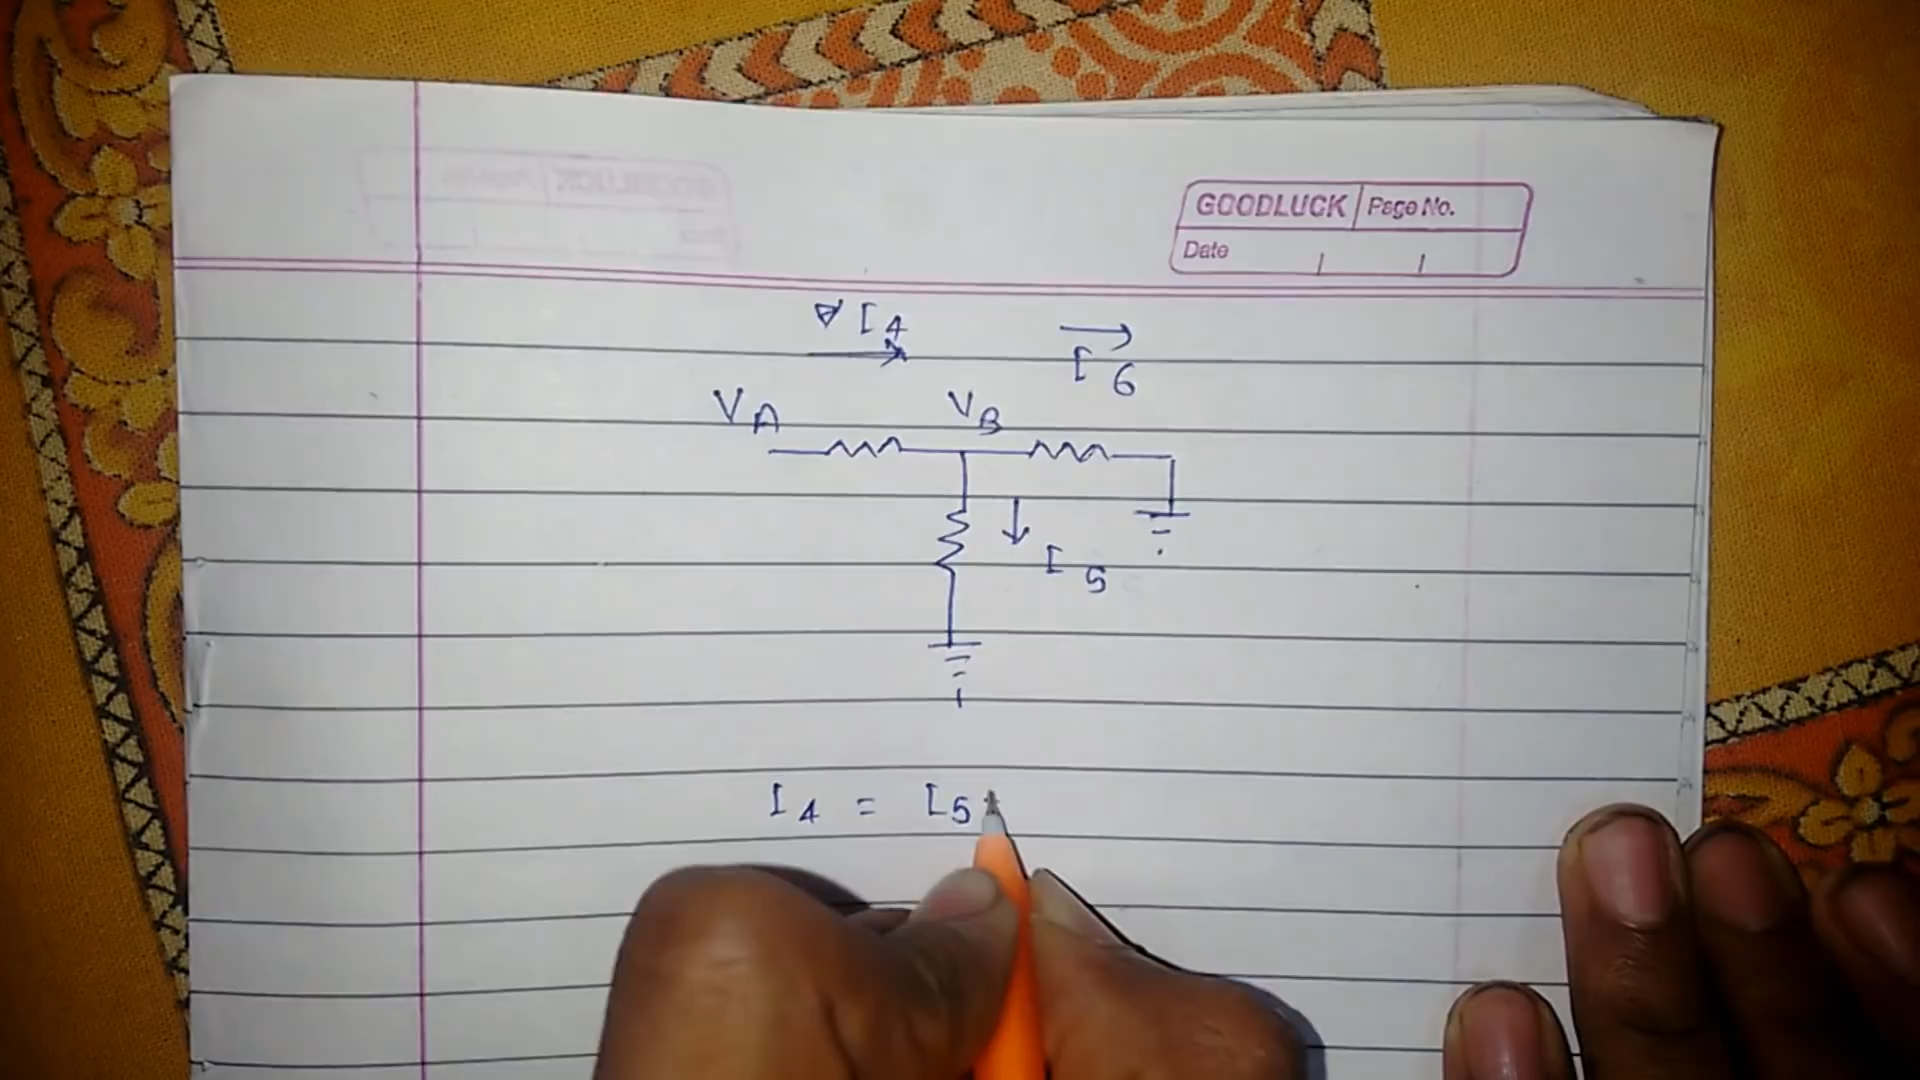 GOODLUCK Page No.
Date
I4
I6
VA VB
I5
I4 = I5